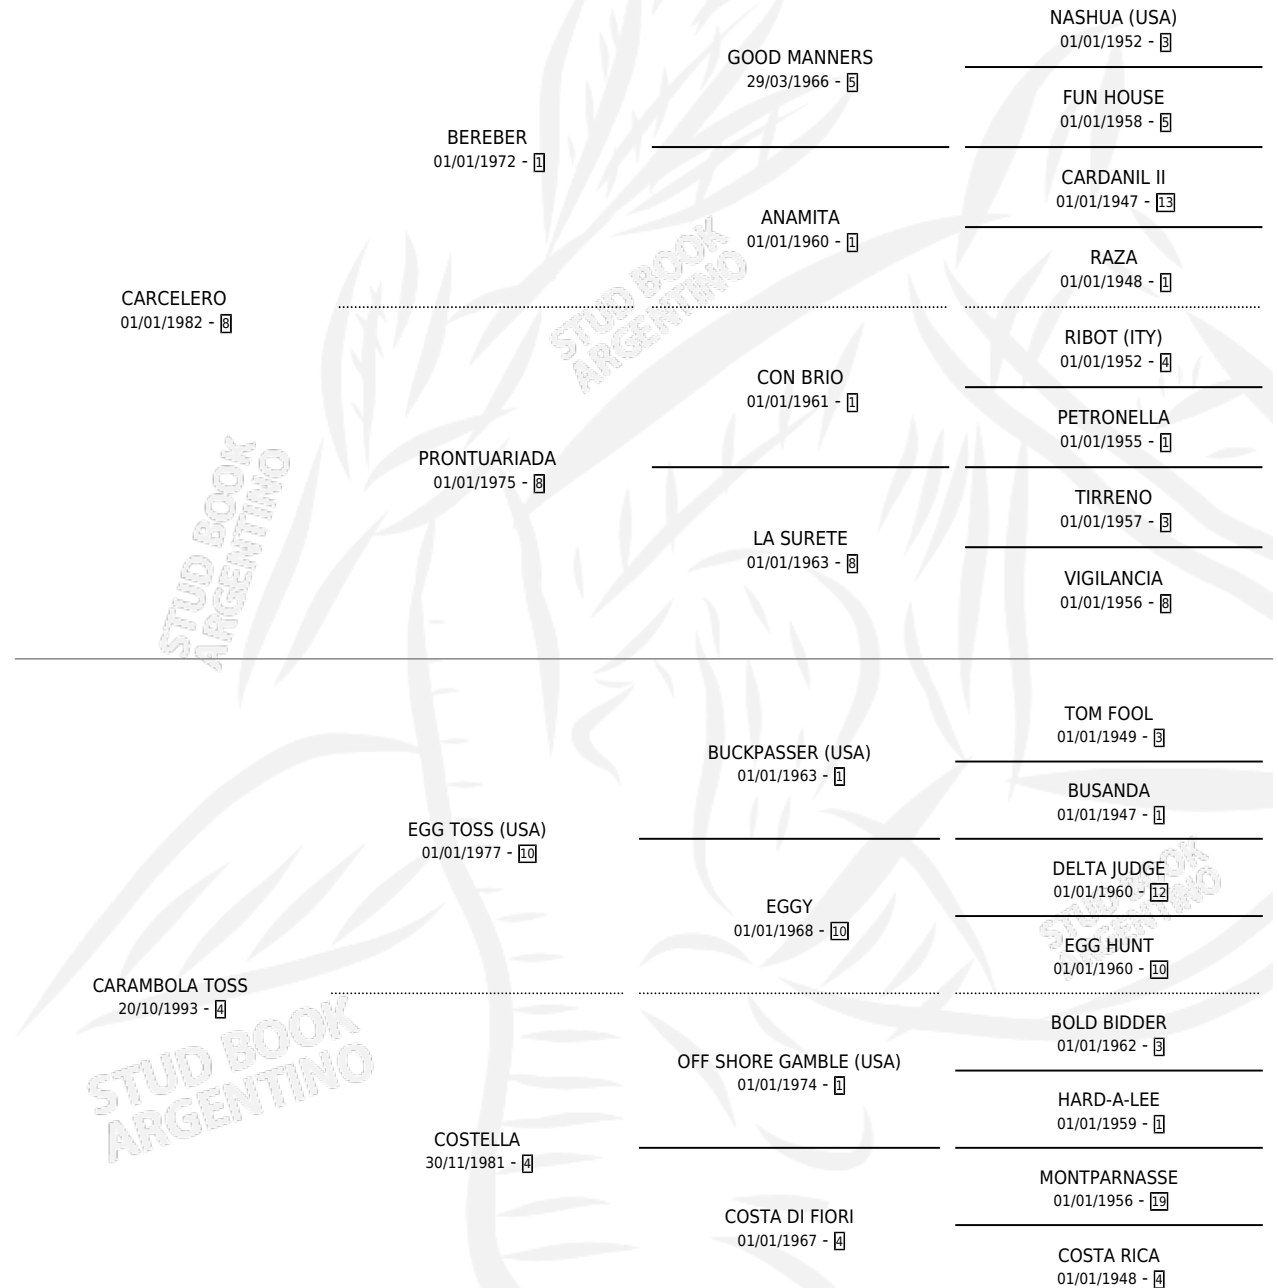 NASHUA (USA)
01/01/1952 - 3
GOOD MANNERS
29/03/1966 - 5
FUN HOUSE
01/01/1958 - 5
BEREBER
01/01/1972 - 1
CARDANIL II
01/01/1947 - 13
ANAMITA
01/01/1960 - 1
RAZA
01/01/1948 - 1
CARCELERO
01/01/1982 - 8
RIBOT (ITY)
01/01/1952 - 4
CON BRIO
01/01/1961 - 1
PETRONELLA
01/01/1955 - 1
PRONTUARIADA
01/01/1975 - 8
TIRRENO
01/01/1957 - 3
LA SURETE
01/01/1963 - 8
VIGILANCIA
01/01/1956 - 8
STUD BOOK
ARGENTINO
STUD BOOK
ARGENTINO
TOM FOOL
01/01/1949 - 3
BUCKPASSER (USA)
01/01/1963 - 1
BUSANDA
01/01/1947 - 1
EGG TOSS (USA)
01/01/1977 - 10
DELTA JUDGE
01/01/1960 - 12
EGGY
01/01/1968 - 10
EGG HUNT
01/01/1960 - 10
CARAMBOLA TOSS
20/10/1993 - 4
BOLD BIDDER
01/01/1962 - 3
OFF SHORE GAMBLE (USA)
01/01/1974 - 1
HARD-A-LEE
01/01/1959 - 1
COSTELLA
30/11/1981 - 4
MONTPARNASSE
01/01/1956 - 19
COSTA DI FIORI
01/01/1967 - 4
COSTA RICA
01/01/1948 - 4
STUD BOOK
ARGENTINO
STUD BOOK
ARGENTINO